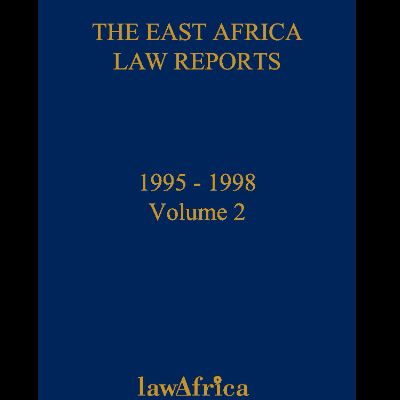 THE EAST AFRICA
LAW REPORTS
1995 - 1998
Volume 2
lawAfrica